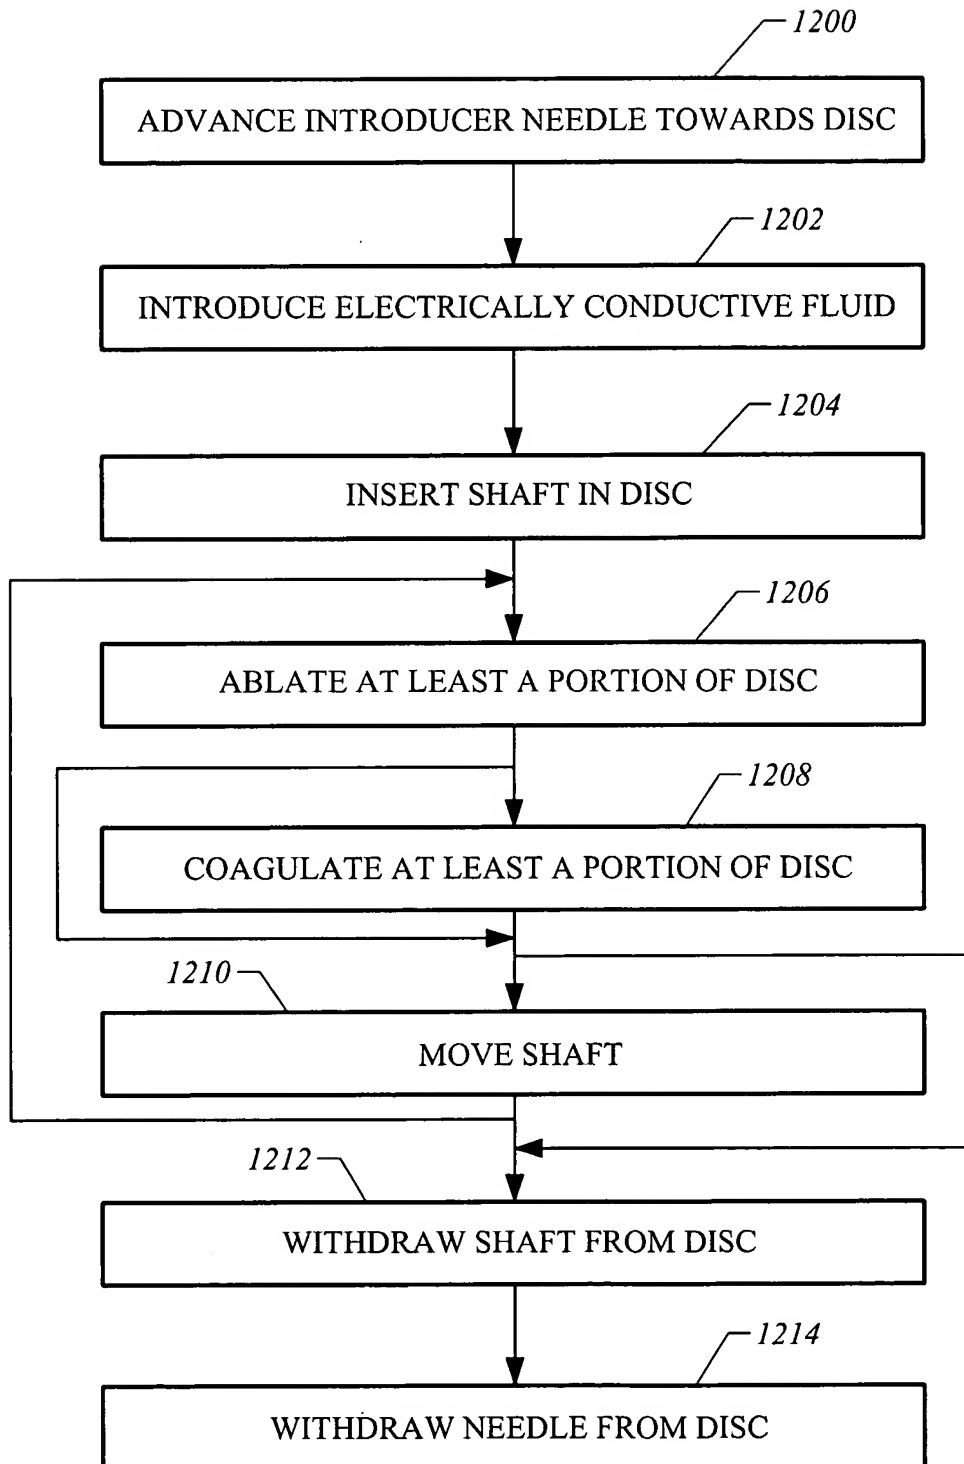 1200
ADVANCE INTRODUCER NEEDLE TOWARDS DISC
1202
INTRODUCE ELECTRICALLY CONDUCTIVE FLUID
1204
INSERT SHAFT IN DISC
1206
ABLATE AT LEAST A PORTION OF DISC
1208
COAGULATE AT LEAST A PORTION OF DISC
1210
MOVE SHAFT
1212
WITHDRAW SHAFT FROM DISC
1214
WITHDRAW NEEDLE FROM DISC